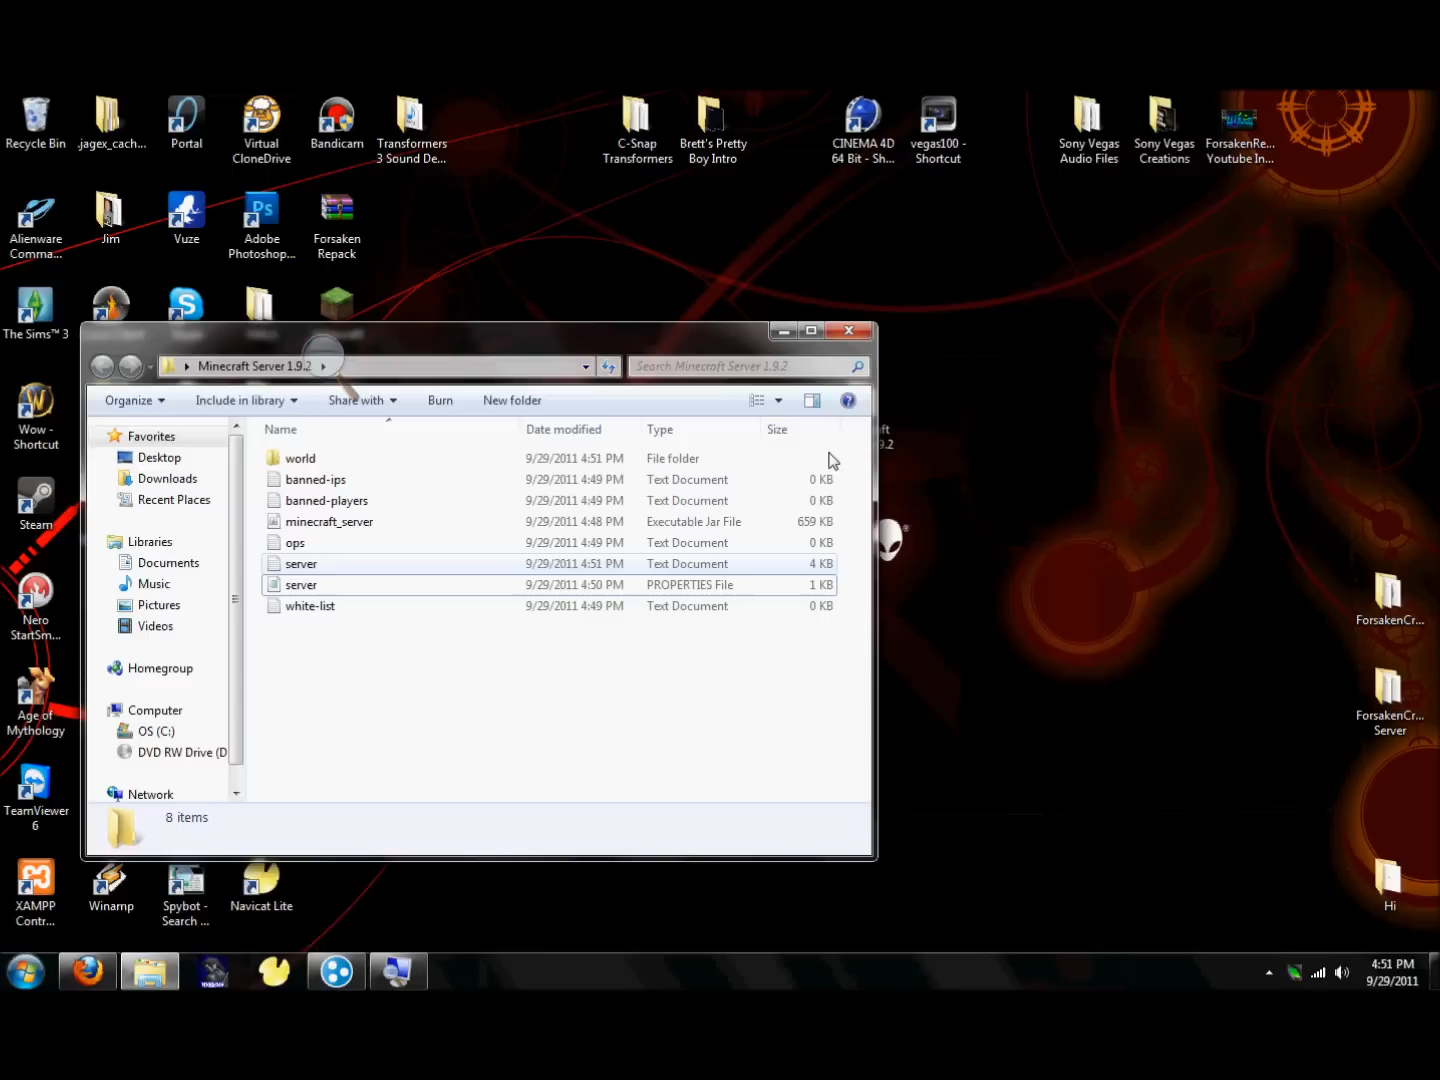 Recycle Bin
.jagex_cach...
Portal
Virtual
CloneDrive
Bandicam
Transformers
3 Sound De...
C-Snap
Transformers
Brett's Pretty
Boy Intro
CINEMA 4D
64 Bit - Sh...
vegas100 -
Shortcut
Sony Vegas
Audio Files
Sony Vegas
Creations
ForsakenRe...
Youtube In...
Alienware
Comma...
Jim
Vuze
Ps
Adobe
Photoshop...
Forsaken
Repack
The Sims™ 3
Minecraft Server 1.9.2
Search Minecraft Server 1.9.2
Organize
Include in library
Share with
Burn
New folder
Wow -
Shortcut
Steam
Nero
StartSm...
Age of
Mythology
TeamViewer
6
Favorites
Desktop
Downloads
Recent Places
Libraries
Documents
Music
Pictures
Videos
Homegroup
Computer
OS (C:)
DVD RW Drive (D
Network
Name Date modified Type Size
world 9/29/2011 4:51 PM File folder
banned-ips 9/29/2011 4:49 PM Text Document 0 KB
banned-players 9/29/2011 4:49 PM Text Document 0 KB
minecraft_server 9/29/2011 4:48 PM Executable Jar File 659 KB
ops 9/29/2011 4:49 PM Text Document 0 KB
server 9/29/2011 4:51 PM Text Document 4 KB
server 9/29/2011 4:50 PM PROPERTIES File 1 KB
white-list 9/29/2011 4:49 PM Text Document 0 KB
8 items
ft
9.2
ForsakenCr...
ForsakenCr...
Server
Hi
XAMPP
Contr...
Winamp
Spybot -
Search ...
Navicat Lite
4:51 PM
9/29/2011